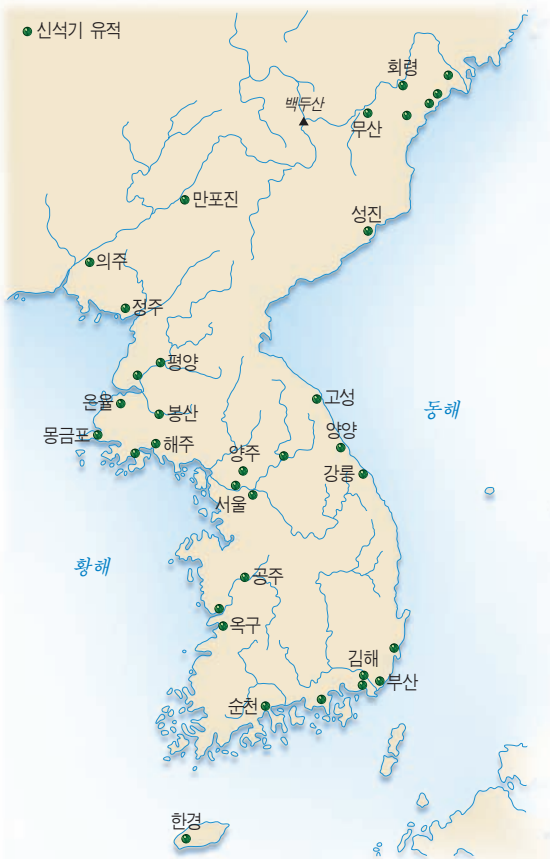 신석기 유적
회령
백두산
무산
만포진
성진
의주
정주
평양
은율
고성
동해
봉산
몽금포
양양
해주
양주
강릉
서울
황해
공주
옥구
김해
부산
순천
한경